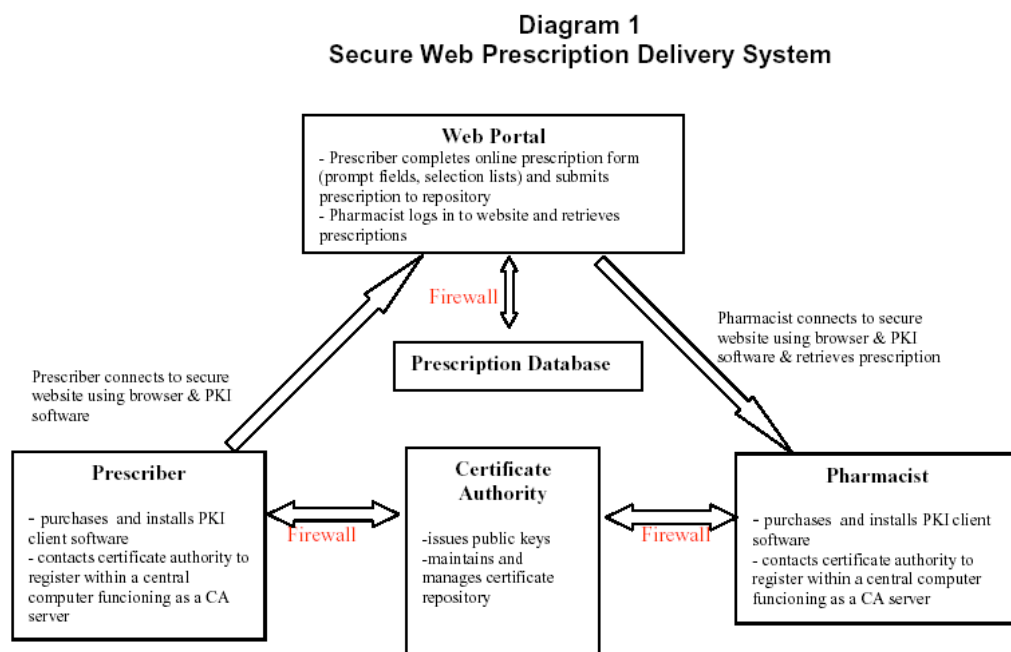 Diagram 1
Secure Web Prescription Delivery System
Web Portal
- Prescriber completes online prescription form
(prompt fields, selection lists) and submits
prescription to repository
- Pharmacist logs in to website and retrieves
prescriptions
Firewall
Pharmacist connects to secure
website using browser & PKI
software & retrieves prescription
Prescription Database
Prescriber connects to secure
website using browser & PKI
software
Prescriber
- purchases and installs PKI
client software
- contacts certificate authority to
register within a central
computer funcioning as a CA
server
Firewall
Certificate
Authority
-issues public keys
-maintains and
manages certificate
repository
Firewall
Pharmacist
- purchases and installs PKI client
software
- contacts certificate authority to
register within a central computer
funcioning as a CA server